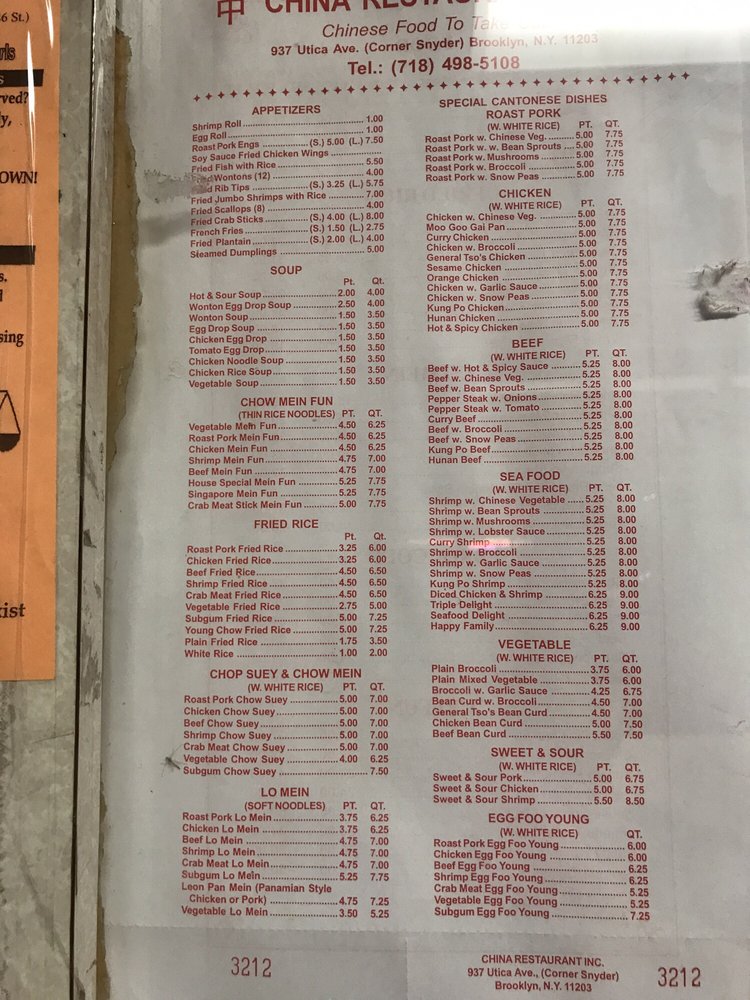 6 St.)
rls
s
rved?
ly,
OWN!
s.
sing
xist
中 CHINA RESTAU
Chinese Food To Take
937 Utica Ave. (Corner Snyder) Brooklyn, N.Y. 11203
Tel.: (718) 498-5108
APPETIZERS
Shrimp Roll 1.00
Egg Roll 1.00
Roast Pork Engs (S.) 5.00 (L.) 7.50
Soy Sauce Fried Chicken Wings
Fried Fish with Rice 5.50
Wontons (12) 4.00
Rib Tips (S.) 3.25 (L.) 5.75
Fried Jumbo Shrimps with Rice 7.00
Fried Scallops (8) 4.00
Fried Crab Sticks (S.) 4.00 (L.) 8.00
French Fries (S.) 1.50 (L.) 2.75
Fried Plantain (S.) 2.00 (L.) 4.00
Steamed Dumplings 5.00
SOUP
Pt. Qt.
Hot & Sour Soup 2.00 4.00
Wonton Egg Drop Soup 2.50 4.00
Wonton Soup 1.50 3.50
Egg Drop Soup 1.50 3.50
Chicken Egg Drop 1.50 3.50
Tomato Egg Drop 1.50 3.50
Chicken Noodle Soup 1.50 3.50
Chicken Rice Soup 1.50 3.50
Vegetable Soup 1.50 3.50
CHOW MEIN FUN
(THIN RICE NOODLES) PT. QT.
Vegetable Mein Fun 4.50 6.25
Roast Pork Mein Fun 4.50 6.25
Chicken Mein Fun 4.50 6.25
Shrimp Mein Fun 4.75 7.00
Beef Mein Fun 4.75 7.00
House Special Mein Fun 5.25 7.75
Singapore Mein Fun 5.25 7.75
Crab Meat Stick Mein Fun 5.00 7.75
FRIED RICE
Pt. Qt.
Roast Pork Fried Rice 3.25 6.00
Chicken Fried Rice 3.25 6.00
Beef Fried Rice 4.50 6.50
Shrimp Fried Rice 4.50 6.50
Crab Meat Fried Rice 4.50 6.50
Vegetable Fried Rice 2.75 5.00
Subgum Fried Rice 5.00 7.25
Young Chow Fried Rice 5.00 7.25
Plain Fried Rice 1.75 3.50
White Rice 1.00 2.00
CHOP SUEY & CHOW MEIN
(W. WHITE RICE) PT. QT.
Roast Pork Chow Suey 5.00 7.00
Chicken Chow Suey 5.00 7.00
Beef Chow Suey 5.00 7.00
Shrimp Chow Suey 5.00 7.00
Crab Meat Chow Suey 5.00 7.00
Vegetable Chow Suey 4.00 6.25
Subgum Chow Suey 7.50
LO MEIN
(SOFT NOODLES) PT. QT.
Roast Pork Lo Mein 3.75 6.25
Chicken Lo Mein 3.75 6.25
Beef Lo Mein 4.75 7.00
Shrimp Lo Mein 4.75 7.00
Crab Meat Lo Mein 4.75 7.00
Subgum Lo Mein 5.25 7.75
Leon Pan Mein (Panamian Style
Chicken or Pork) 4.75 7.25
Vegetable Lo Mein 3.50 5.25
SPECIAL CANTONESE DISHES
ROAST PORK
(W. WHITE RICE) PT. QT.
Roast Pork w. Chinese Veg. 5.00 7.75
Roast Pork w. w. Bean Sprouts 5.00 7.75
Roast Pork w. Mushrooms 5.00 7.75
Roast Pork w. Broccoli 5.00 7.75
Roast Pork w. Snow Peas 5.00 7.75
CHICKEN
(W. WHITE RICE) PT. QT.
Chicken w. Chinese Veg. 5.00 7.75
Moo Goo Gai Pan 5.00 7.75
Curry Chicken 5.00 7.75
Chicken w. Broccoli 5.00 7.75
General Tso's Chicken 5.00 7.75
Sesame Chicken 5.00 7.75
Orange Chicken 5.00 7.75
Chicken w. Garlic Sauce 5.00 7.75
Chicken w. Snow Peas 5.00 7.75
Kung Po Chicken 5.00 7.75
Hunan Chicken 5.00 7.75
Hot & Spicy Chicken 5.00 7.75
BEEF
(W. WHITE RICE) PT. QT.
Beef w. Hot & Spicy Sauce 5.25 8.00
Beef w. Chinese Veg. 5.25 8.00
Beef w. Bean Sprouts 5.25 8.00
Pepper Steak w. Onions 5.25 8.00
Pepper Steak w. Tomato 5.25 8.00
Curry Beef 5.25 8.00
Beef w. Broccoli 5.25 8.00
Beef w. Snow Peas 5.25 8.00
Kung Po Beef 5.25 8.00
Hunan Beef 5.25 8.00
SEA FOOD
(W. WHITE RICE) PT. QT.
Shrimp w. Chinese Vegetable 5.25 8.00
Shrimp w. Bean Sprouts 5.25 8.00
Shrimp w. Mushrooms 5.25 8.00
Shrimp w. Lobster Sauce 5.25 8.00
Curry Shrimp 5.25 8.00
Shrimp w. Broccoli 5.25 8.00
Shrimp w. Garlic Sauce 5.25 8.00
Shrimp w. Snow Peas 5.25 8.00
Kung Po Shrimp 5.25 8.00
Diced Chicken & Shrimp 6.25 9.00
Triple Delight 6.25 9.00
Seafood Delight 6.25 9.00
Happy Family 6.25 9.00
VEGETABLE
(W. WHITE RICE) PT. QT.
Plain Broccoli 3.75 6.00
Plain Mixed Vegetable 3.75 6.00
Broccoli w. Garlic Sauce 4.25 6.75
Bean Curd w. Broccoli 4.50 7.00
General Tso's Bean Curd 4.50 7.00
Chicken Bean Curd 5.00 7.50
Beef Bean Curd 5.50 7.50
SWEET & SOUR
(W. WHITE RICE) PT. QT.
Sweet & Sour Pork 5.00 6.75
Sweet & Sour Chicken 5.00 6.75
Sweet & Sour Shrimp 5.50 8.50
EGG FOO YOUNG
(W. WHITE RICE) QT.
Roast Pork Egg Foo Young 6.00
Chicken Egg Foo Young 6.00
Beef Egg Foo Young 6.25
Shrimp Egg Foo Young 6.25
Crab Meat Egg Foo Young 5.25
Vegetable Egg Foo Young 5.25
Subgum Egg Foo Young 7.25
3212
CHINA RESTAURANT INC.
937 Utica Ave., (Corner Snyder)
Brooklyn, N.Y. 11203
3212